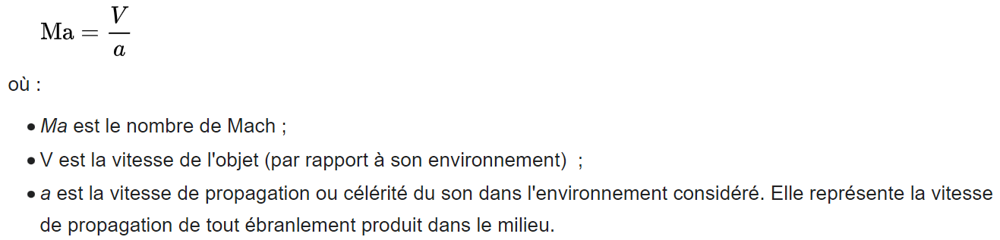 Ma = V/a
où :
• Ma est le nombre de Mach ;
• V est la vitesse de l'objet (par rapport à son environnement)  ;
• a est la vitesse de propagation ou célérité du son dans l'environnement considéré. Elle représente la vitesse
de propagation de tout ébranlement produit dans le milieu.